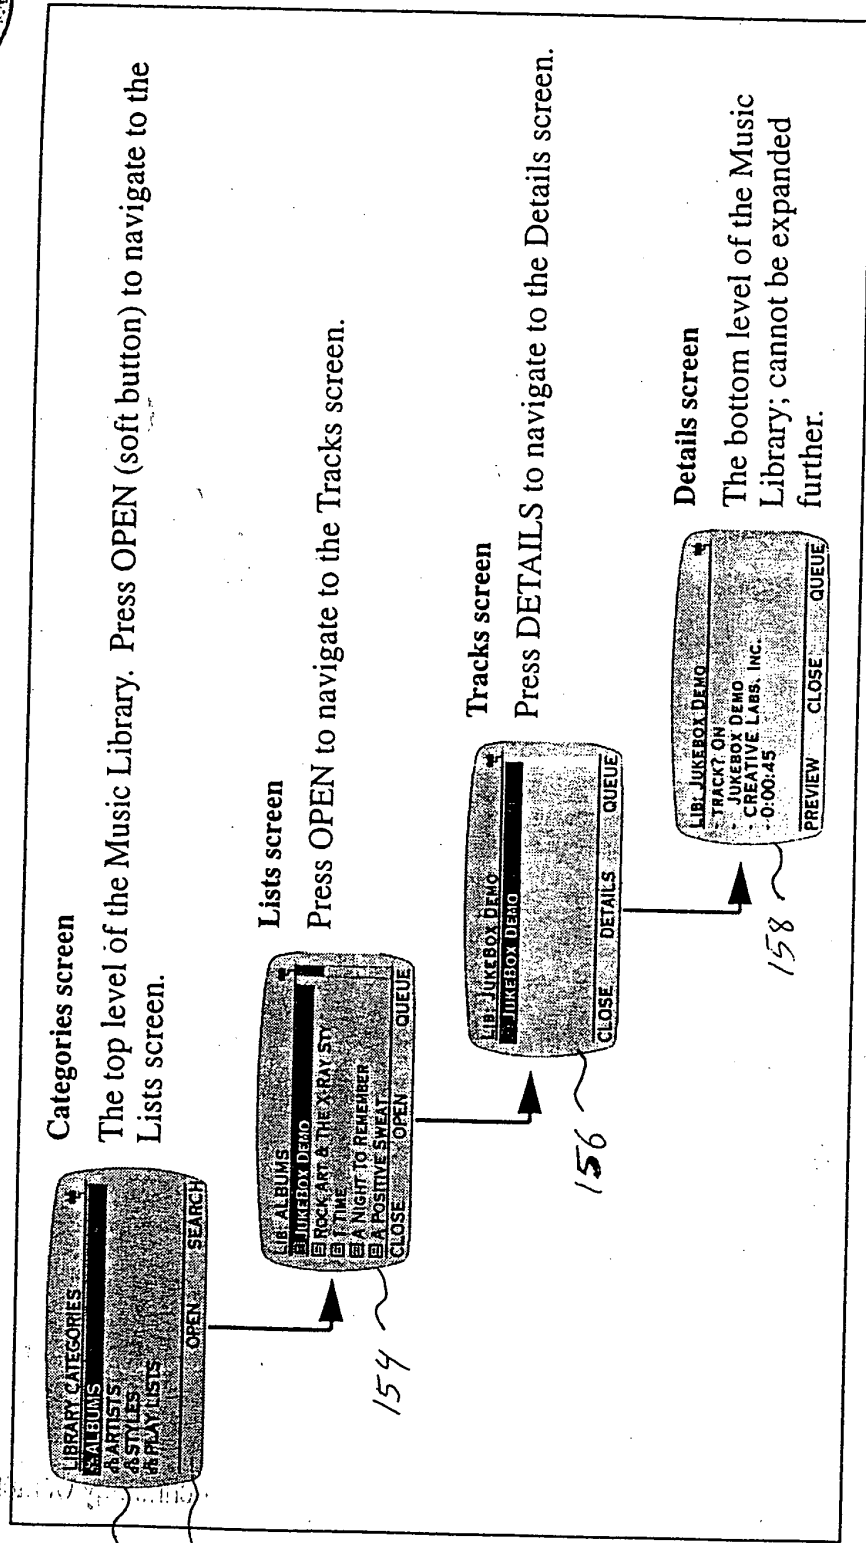 Categories screen
The top level of the Music Library. Press OPEN (soft button) to navigate to the
Lists screen.
LIBRARY CATEGORIES
ALBUMS
ARTISTS
STYLES
PLAY LISTS
OPEN SEARCH
Lists screen
Press OPEN to navigate to the Tracks screen.
LIB: ALBUMS
JUKEBOX DEMO
ROCK ART & THE X-RAY STY
TIME
A NIGHT TO REMEMBER
A POSITIVE SWEAT
CLOSE OPEN QUEUE
154
Tracks screen
Press DETAILS to navigate to the Details screen.
LIB: JUKEBOX DEMO
JUKEBOX DEMO
CLOSE DETAILS QUEUE
156
Details screen
The bottom level of the Music
Library; cannot be expanded
further.
LIB: JUKEBOX DEMO
- TRACK? ON
- JUKEBOX DEMO
- CREATIVE LABS, INC.
- 0:00:45
PREVIEW CLOSE QUEUE
158